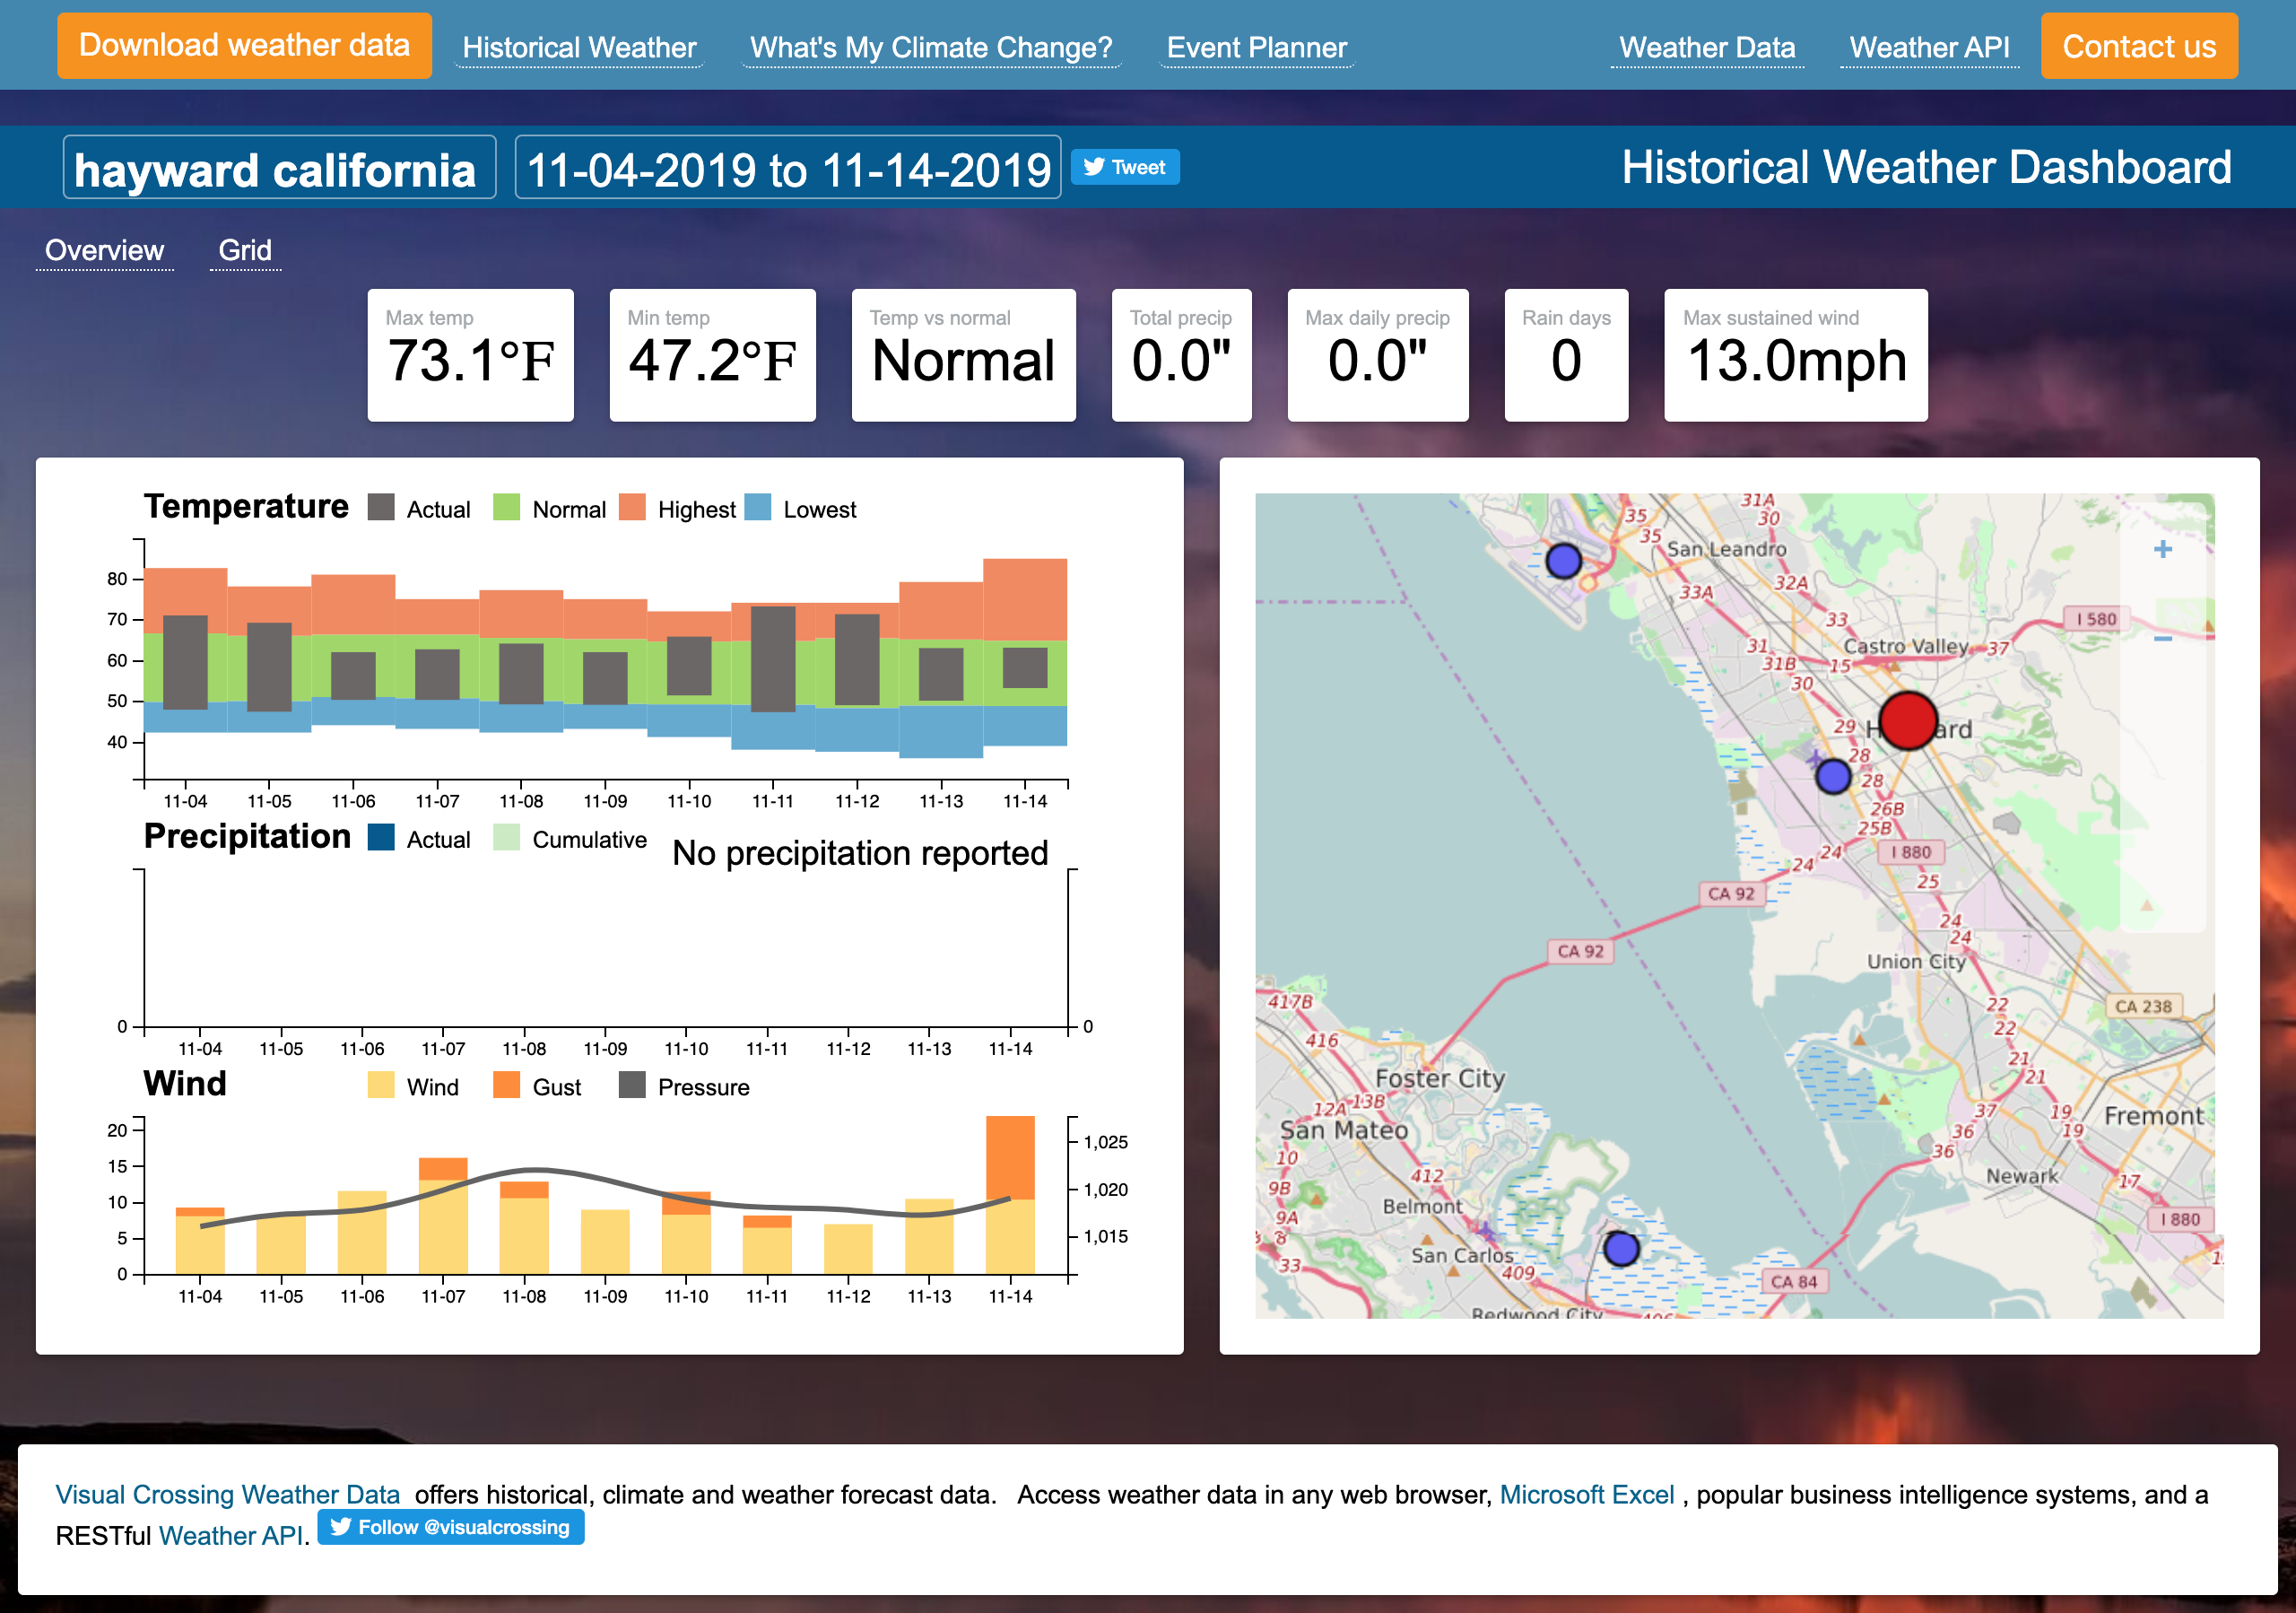 Download weather data Historical Weather What's My Climate Change? Event Planner Weather Data Weather API Contact us
hayward california 11-04-2019 to 11-14-2019 Tweet Historical Weather Dashboard
Overview Grid
Max temp Min temp Temp vs normal Total precip Max daily precip Rain days Max sustained wind
73.1°F 47.2°F Normal 0.0" 0.0" 0 13.0mph
Temperature Actual Normal Highest Lowest
80
70
60
50
40
11-04 11-05 11-06 11-07 11-08 11-09 11-10 11-11 11-12 11-13 11-14
Precipitation Actual Cumulative No precipitation reported
0 0
11-04 11-05 11-06 11-07 11-08 11-09 11-10 11-11 11-12 11-13 11-14
Wind Wind Gust Pressure
20
15
10
5
0
1,025
1,020
1,015
11-04 11-05 11-06 11-07 11-08 11-09 11-10 11-11 11-12 11-13 11-14
31A
35 30
35
San Leandro
+
32A
33A
33
I 580
31 Castro Valley 37
31B 15
−
30
29
28
28
26B
25B
24 24 I 880
25
CA 92
24
CA 92 24
Union City
417B 22 CA 238
22
416
21
Foster City 21
12A 13B 37 19 Fremont
San Mateo 36 19
10 36
412 Newark 17
9B
Belmont
9A I 880
8
San Carlos
33 409 CA 84
Redwood City
Visual Crossing Weather Data offers historical, climate and weather forecast data. Access weather data in any web browser, Microsoft Excel , popular business intelligence systems, and a
RESTful Weather API. Follow @visualcrossing